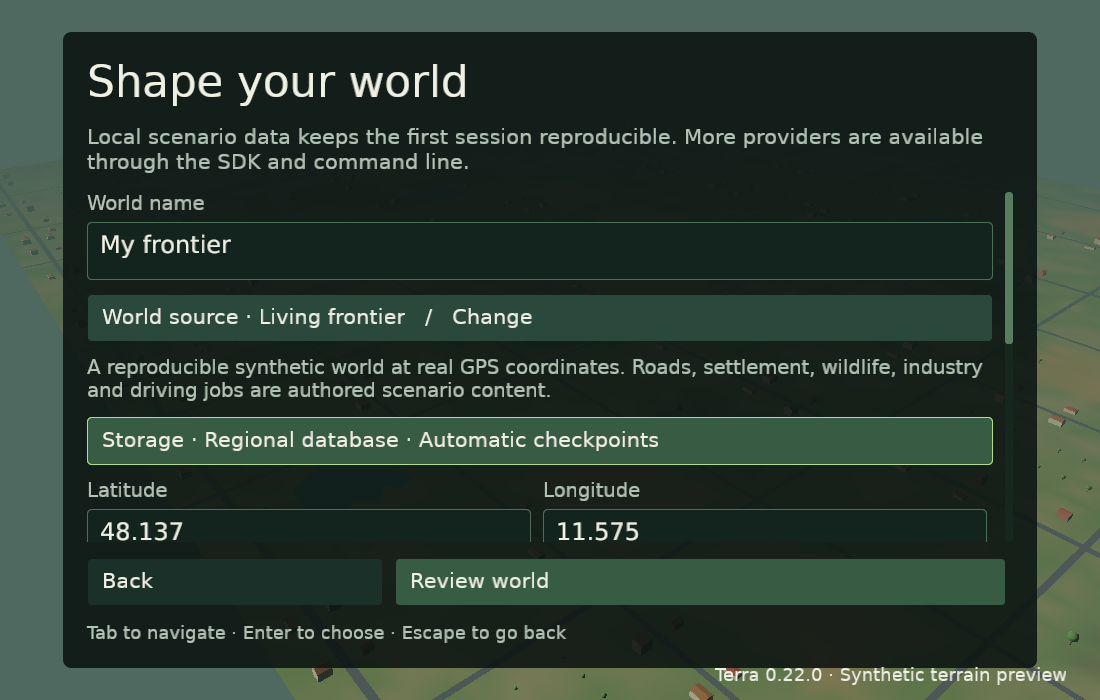 Shape your world
Local scenario data keeps the first session reproducible. More providers are available
through the SDK and command line.
World name
My frontier
World source · Living frontier / Change
A reproducible synthetic world at real GPS coordinates. Roads, settlement, wildlife, industry
and driving jobs are authored scenario content.
Storage · Regional database · Automatic checkpoints
Latitude Longitude
48.137 11.575
Back Review world
Tab to navigate · Enter to choose · Escape to go back
Terra 0.22.0 · Synthetic terrain preview